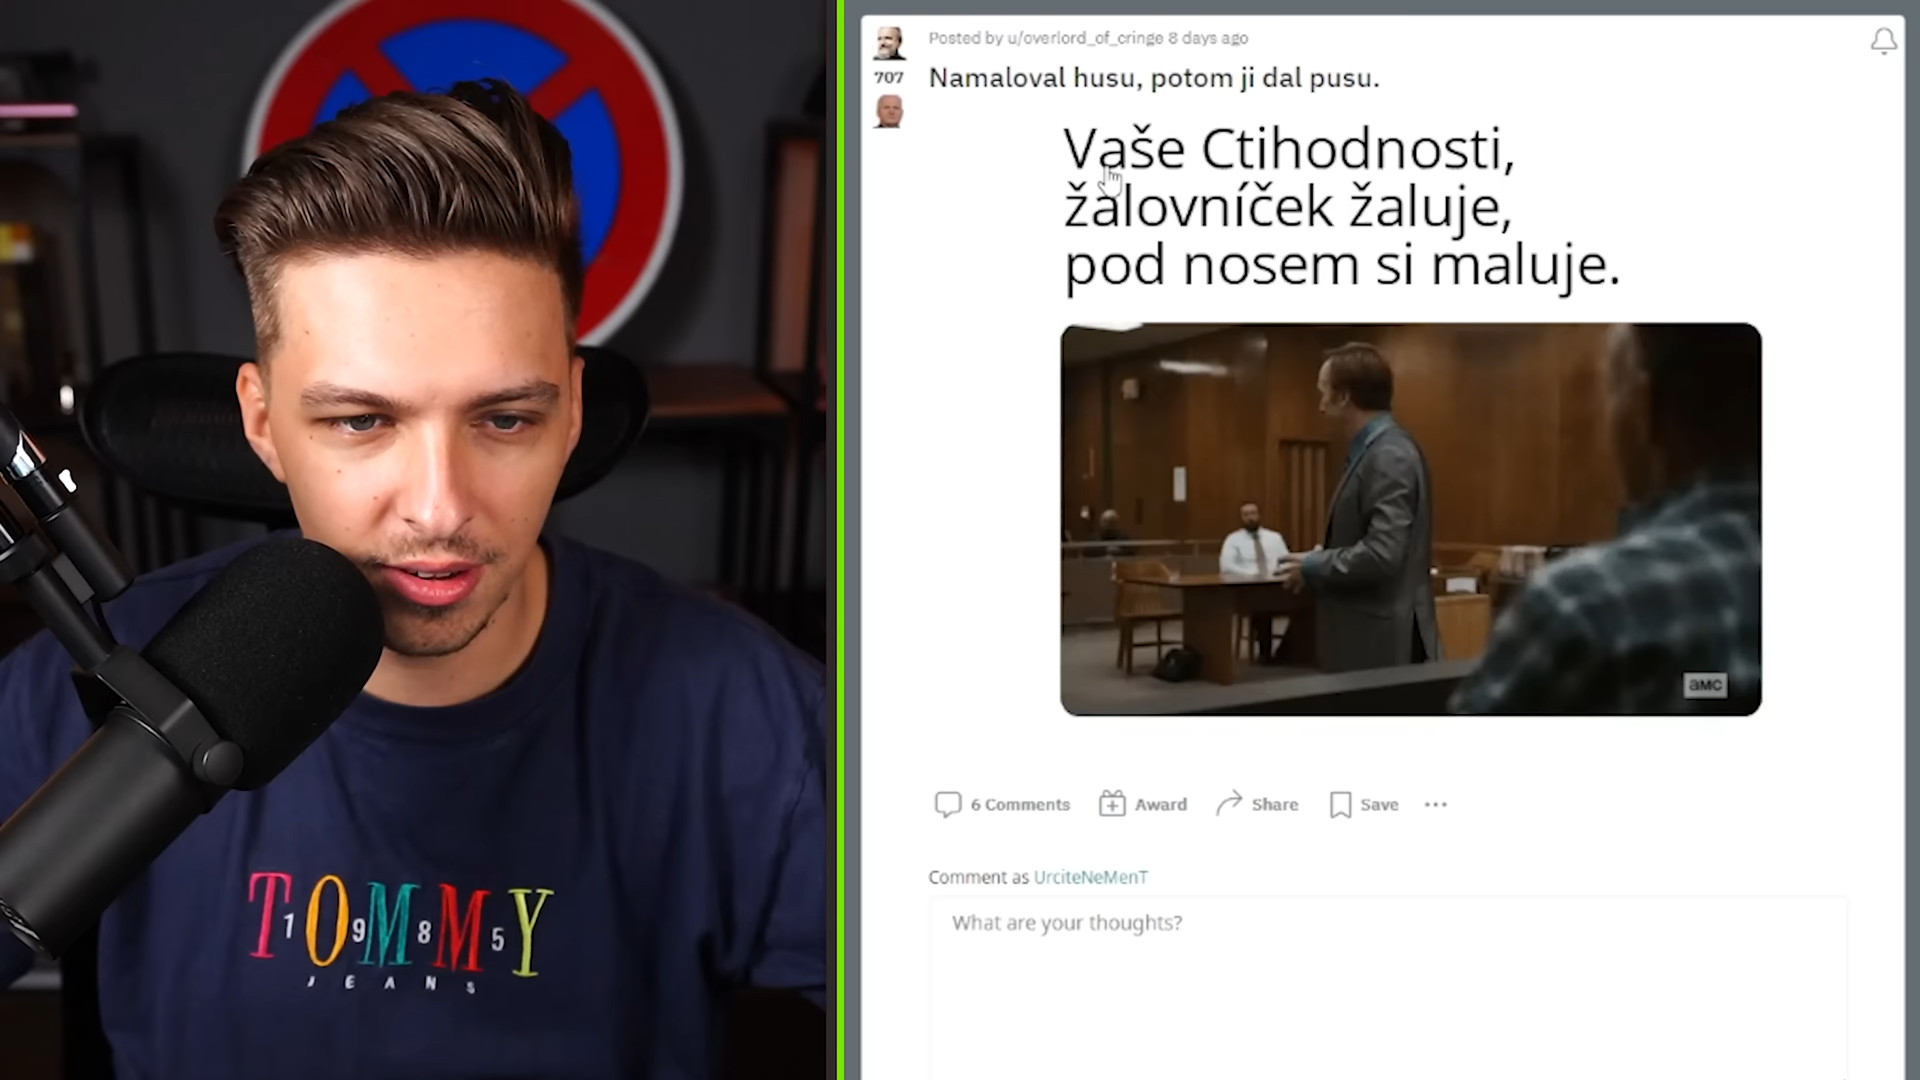 Posted by u/overlord_of_cringe 8 days ago
707
Namaloval husu, potom ji dal pusu.
Vaše Ctihodnosti,
žalovníček žaluje,
pod nosem si maluje.
aMC
6 Comments
Award
Share
Save
Comment as UrciteNeMenT
What are your thoughts?
TOMMY
1985
JEANS